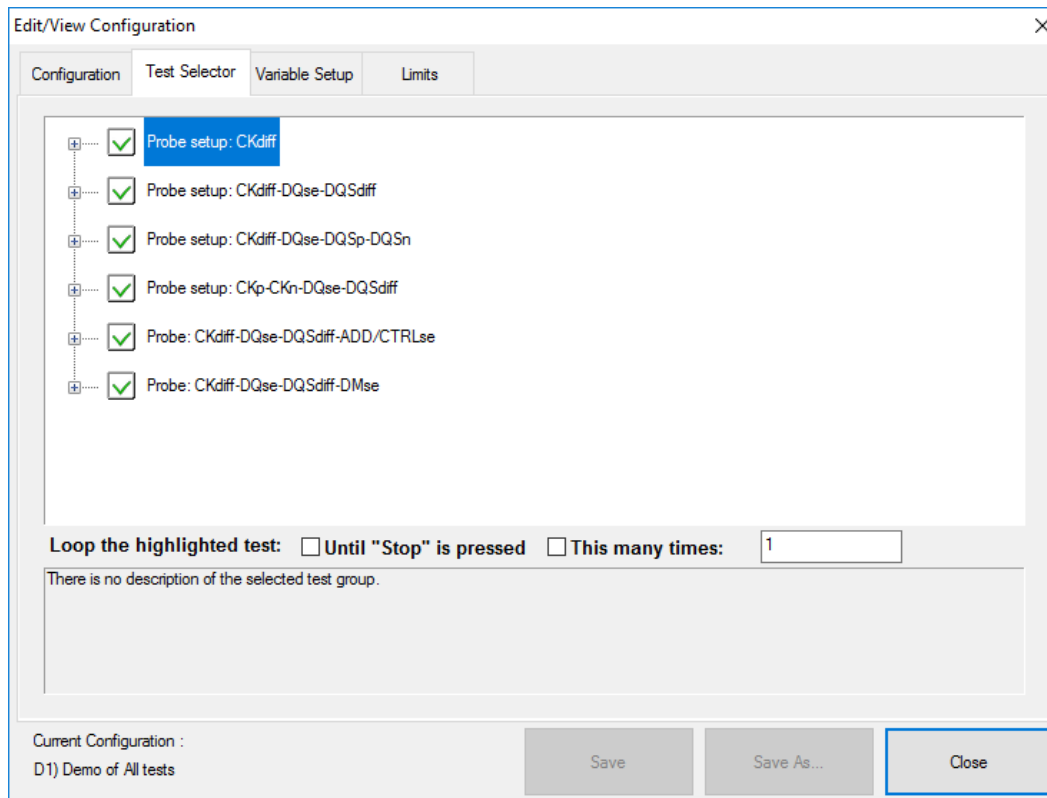 Edit/View Configuration
Configuration Test Selector Variable Setup Limits
Probe setup: CKdiff
Probe setup: CKdiff-DQse-DQSdiff
Probe setup: CKdiff-DQse-DQSp-DQSn
Probe setup: CKp-CKn-DQse-DQSdiff
Probe: CKdiff-DQse-DQSdiff-ADD/CTRLse
Probe: CKdiff-DQse-DQSdiff-DMse
Loop the highlighted test: Until "Stop" is pressed This many times: 1
There is no description of the selected test group.
Current Configuration :
D1) Demo of All tests
Save Save As... Close